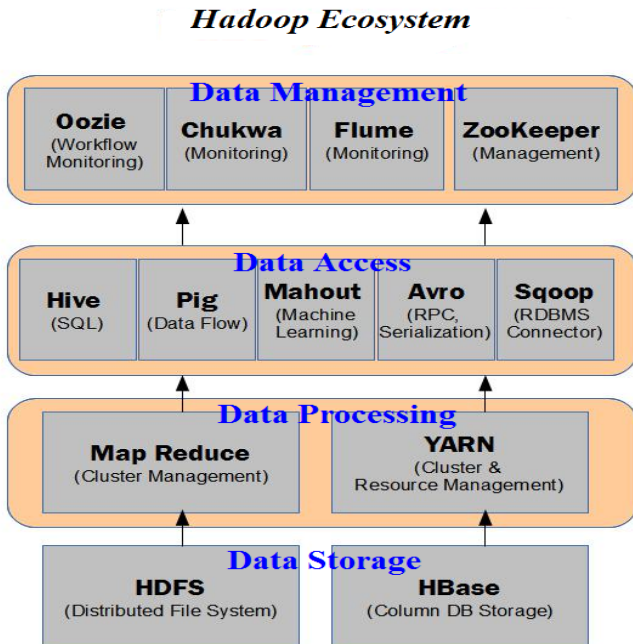 Hadoop Ecosystem
Data Management
Oozie
(Workflow
Monitoring)
Chukwa
(Monitoring)
Flume
(Monitoring)
ZooKeeper
(Management)
Data Access
Hive
(SQL)
Pig
(Data Flow)
Mahout
(Machine
Learning)
Avro
(RPC,
Serialization)
Sqoop
(RDBMS
Connector)
Data Processing
Map Reduce
(Cluster Management)
YARN
(Cluster &
Resource Management)
Data Storage
HDFS
(Distributed File System)
HBase
(Column DB Storage)